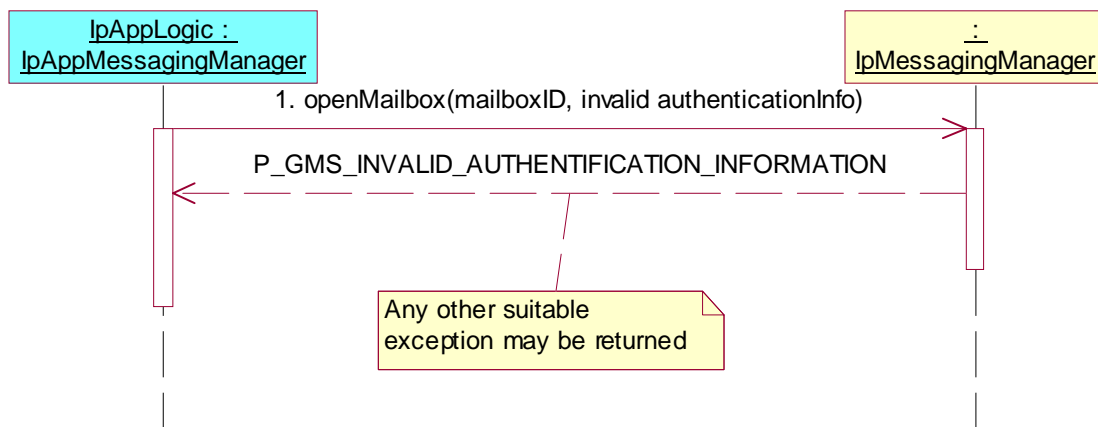 IpAppLogic :
IpAppMessagingManager
:
IpMessagingManager
1. openMailbox(mailboxID, invalid authenticationInfo)
P_GMS_INVALID_AUTHENTIFICATION_INFORMATION
Any other suitable
exception may be returned